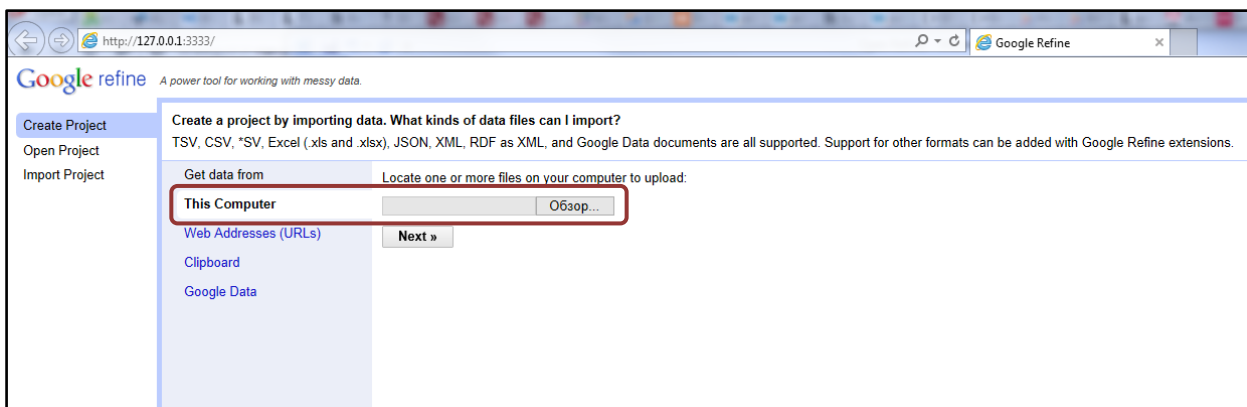 http://127.0.0.1:3333/
Google Refine
Google refine A power tool for working with messy data.
Create Project
Open Project
Import Project
Create a project by importing data. What kinds of data files can I import?
TSV, CSV, *SV, Excel (.xls and .xlsx), JSON, XML, RDF as XML, and Google Data documents are all supported. Support for other formats can be added with Google Refine extensions.
Get data from
This Computer
Web Addresses (URLs)
Clipboard
Google Data
Locate one or more files on your computer to upload:
Обзор...
Next »